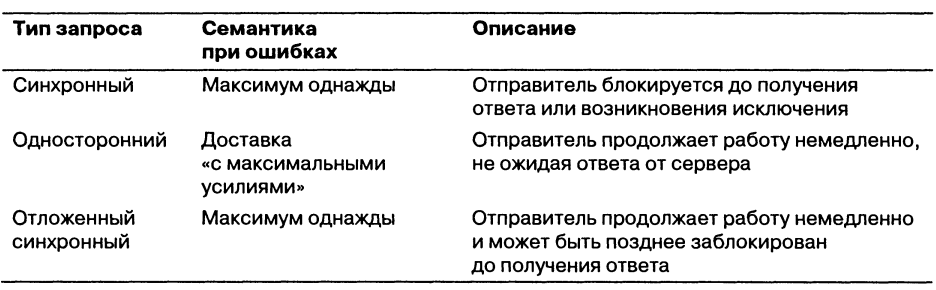 Тип запроса Семантика при ошибках Описание
Синхронный Максимум однажды Отправитель блокируется до получения
ответа или возникновения исключения
Односторонний Доставка Отправитель продолжает работу немедленно,
«с максимальными не ожидая ответа от сервера
усилиями»
Отложенный Максимум однажды Отправитель продолжает работу немедленно
синхронный и может быть позднее заблокирован
до получения ответа